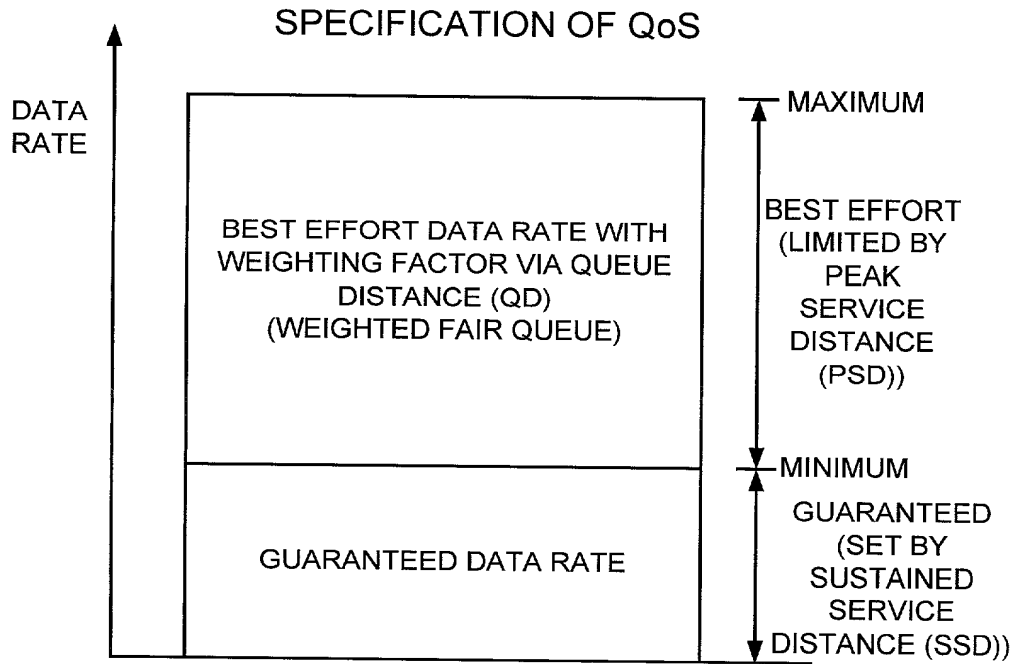 SPECIFICATION OF QoS
DATA
RATE
MAXIMUM
BEST EFFORT DATA RATE WITH
WEIGHTING FACTOR VIA QUEUE
DISTANCE (QD)
(WEIGHTED FAIR QUEUE)
BEST EFFORT
(LIMITED BY
PEAK
SERVICE
DISTANCE
(PSD))
MINIMUM
GUARANTEED DATA RATE
GUARANTEED
(SET BY
SUSTAINED
SERVICE
DISTANCE (SSD))